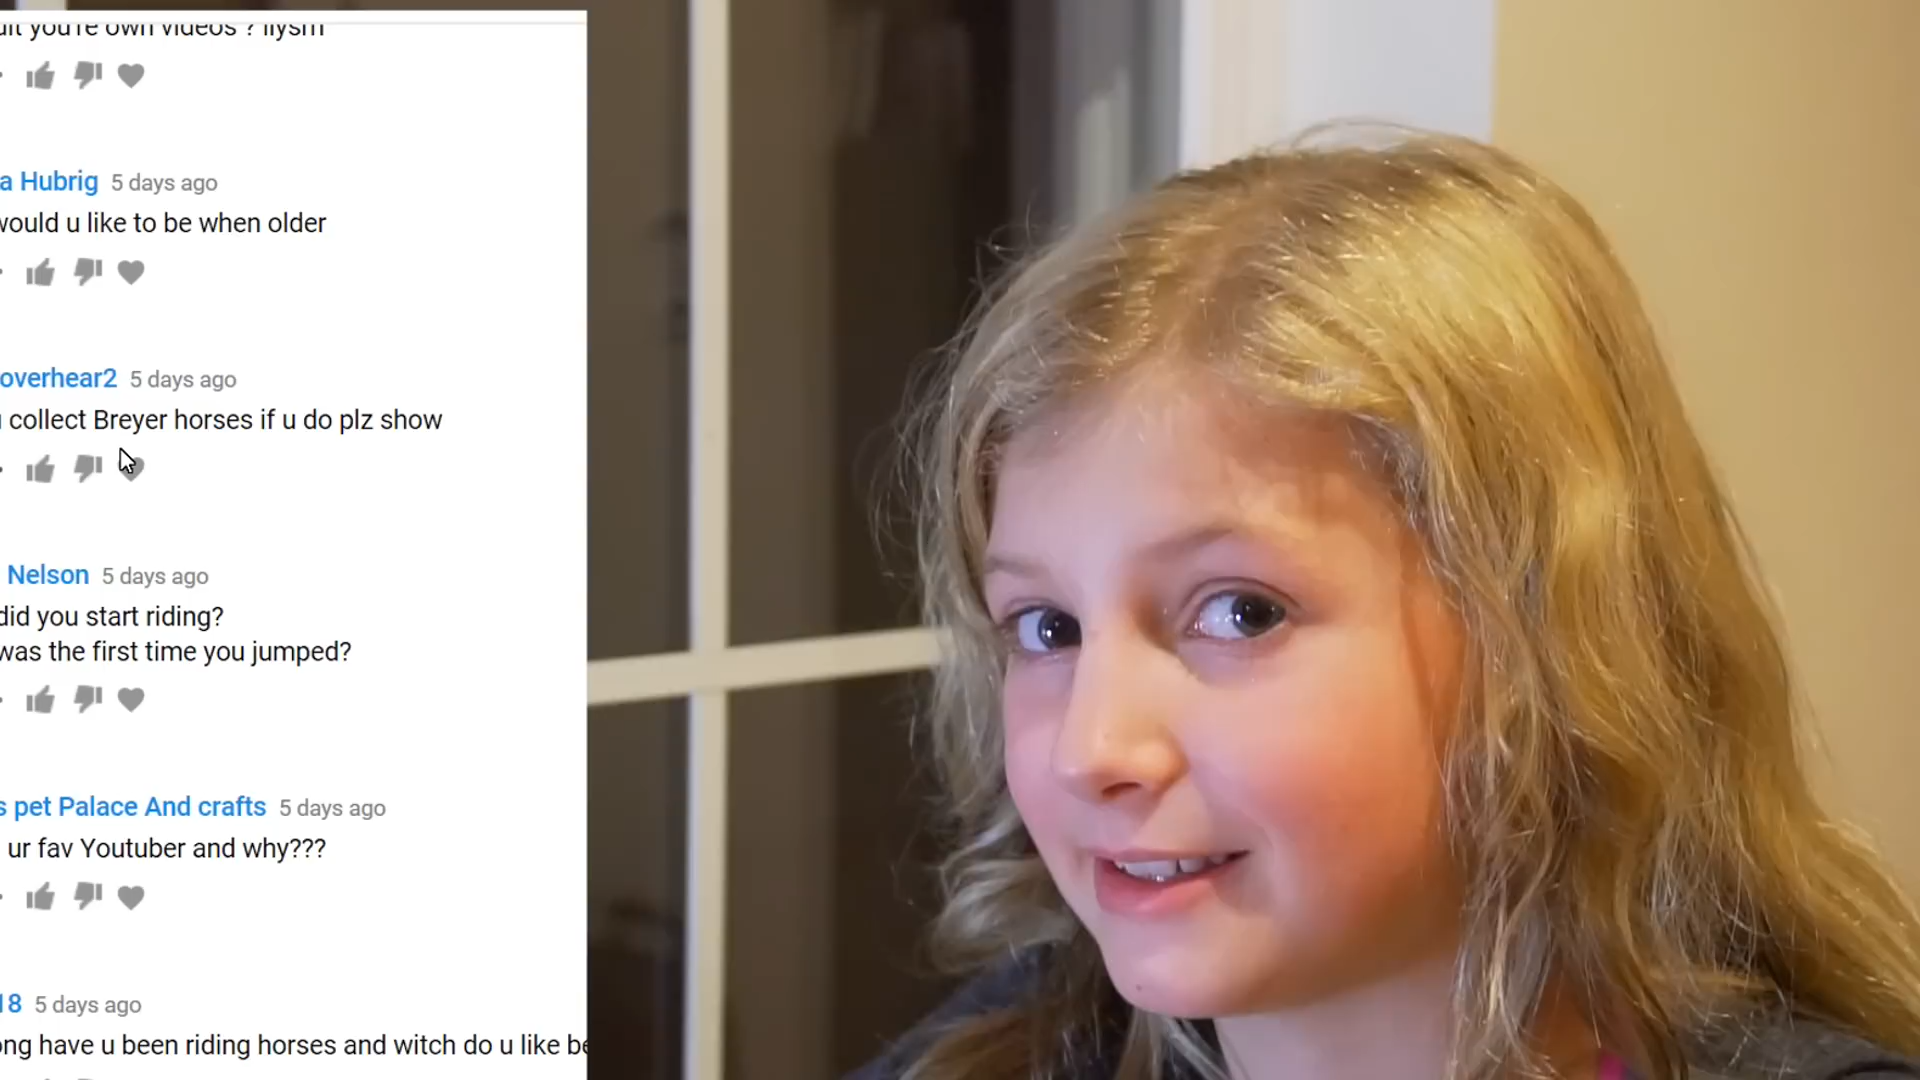 you're own videos ? ilysm
a Hubrig 5 days ago
would u like to be when older
overhear2 5 days ago
collect Breyer horses if u do plz show
Nelson 5 days ago
did you start riding?
was the first time you jumped?
s pet Palace And crafts 5 days ago
ur fav Youtuber and why???
18 5 days ago
ong have u been riding horses and witch do u like be